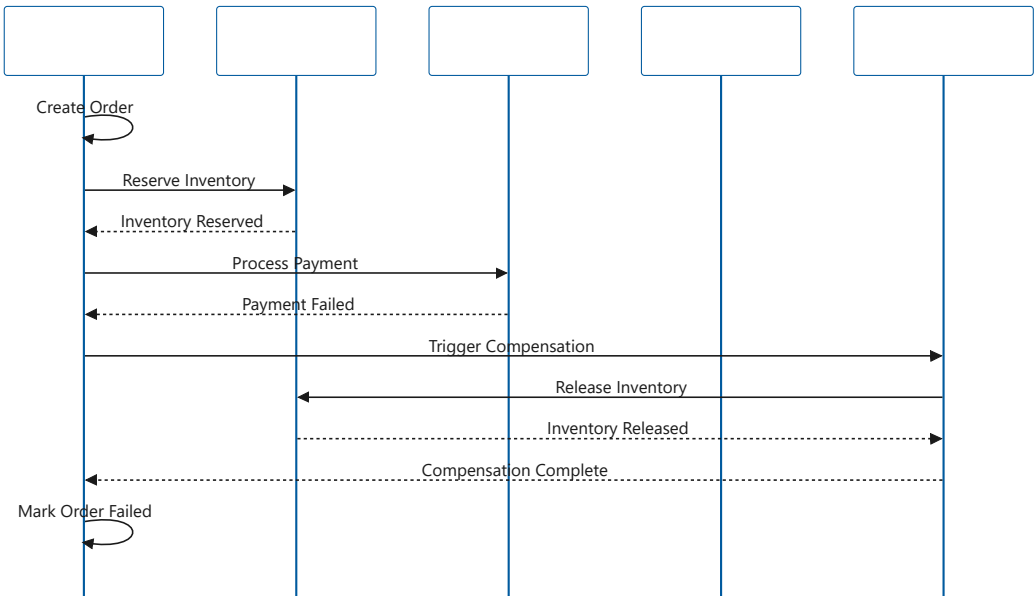 Create Order
Reserve Inventory
Inventory Reserved
Process Payment
Payment Failed
Trigger Compensation
Release Inventory
Inventory Released
Compensation Complete
Mark Order Failed